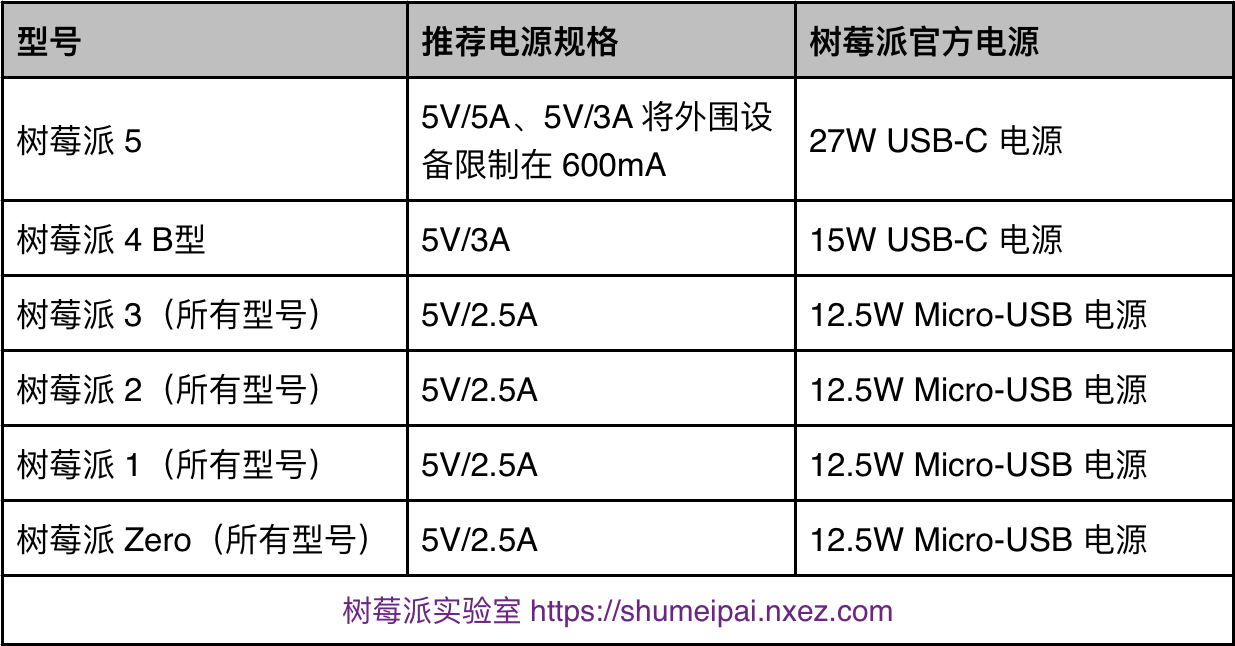 型号 推荐电源规格 树莓派官方电源
树莓派 5 5V/5A、5V/3A 将外围设
备限制在 600mA 27W USB-C 电源
树莓派 4 B型 5V/3A 15W USB-C 电源
树莓派 3（所有型号） 5V/2.5A 12.5W Micro-USB 电源
树莓派 2（所有型号） 5V/2.5A 12.5W Micro-USB 电源
树莓派 1（所有型号） 5V/2.5A 12.5W Micro-USB 电源
树莓派 Zero（所有型号） 5V/2.5A 12.5W Micro-USB 电源
树莓派实验室 https://shumeipai.nxez.com